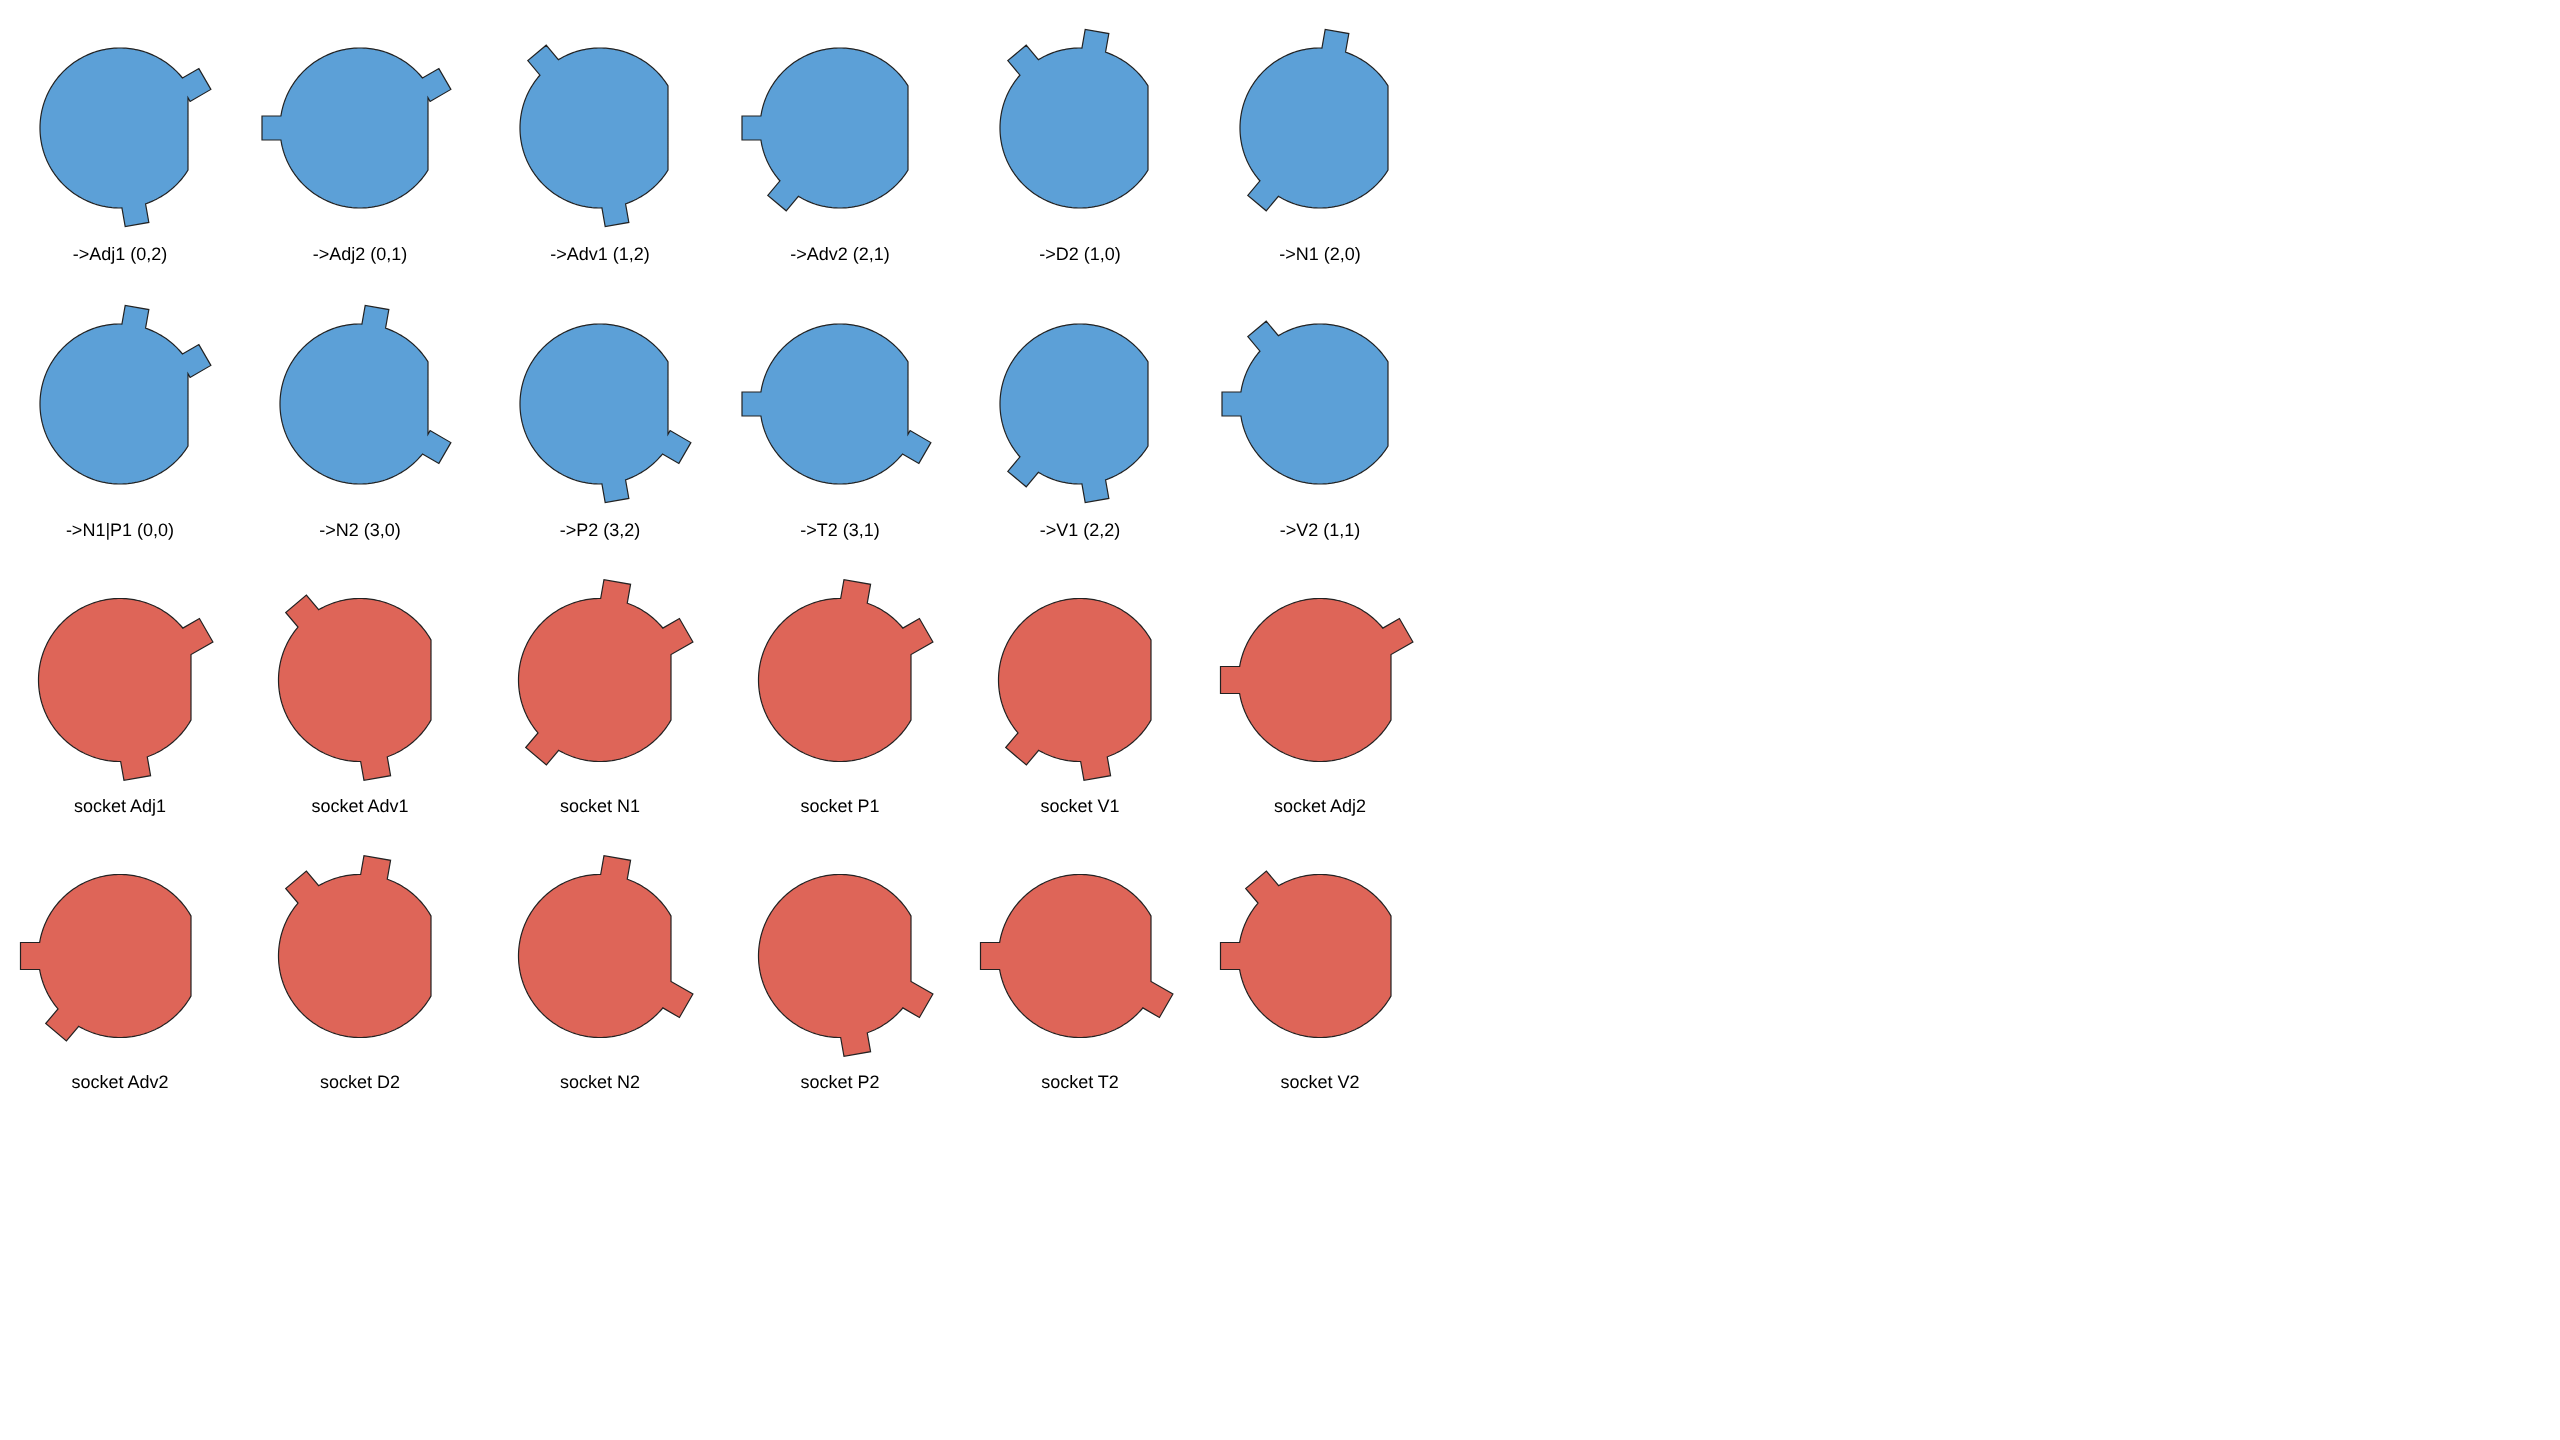 ->Adj1 (0,2)
->Adj2 (0,1)
->Adv1 (1,2)
->Adv2 (2,1)
->D2 (1,0)
->N1 (2,0)
->N1|P1 (0,0)
->N2 (3,0)
->P2 (3,2)
->T2 (3,1)
->V1 (2,2)
->V2 (1,1)
socket Adj1
socket Adv1
socket N1
socket P1
socket V1
socket Adj2
socket Adv2
socket D2
socket N2
socket P2
socket T2
socket V2